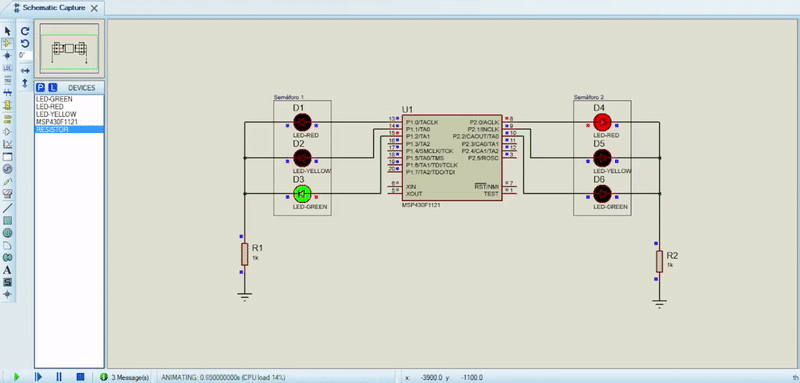 Schematic Capture
0°
P L DEVICES
LED-GREEN
LED-RED
LED-YELLOW
MSP430F1121
RESISTOR
Semáforo 1
D1
LED-RED
D2
LED-YELLOW
D3
LED-GREEN
R1
1k
U1
13 P1.0/TACLK P2.0/ACLK 8
14 P1.1/TA0 P2.1/INCLK 9
15 P1.2/TA1 P2.2/CAOUT/TA0 10
16 P1.3/TA2 P2.3/CA0/TA1 11
17 P1.4/SMCLK/TCK P2.4/CA1/TA2 12
18 P1.5/TA0/TMS P2.5/ROSC 3
19 P1.6/TA1/TDI/TCLK
20 P1.7/TA2/TDO/TDI
6 XIN RST/NMI 7
5 XOUT TEST 1
MSP430F1121
Semáforo 2
D4
LED-RED
D5
LED-YELLOW
D6
LED-GREEN
R2
1k
3 Message(s)
ANIMATING: 0.950000000s (CPU load 14%)
x: -3900.0 y: -1100.0
th